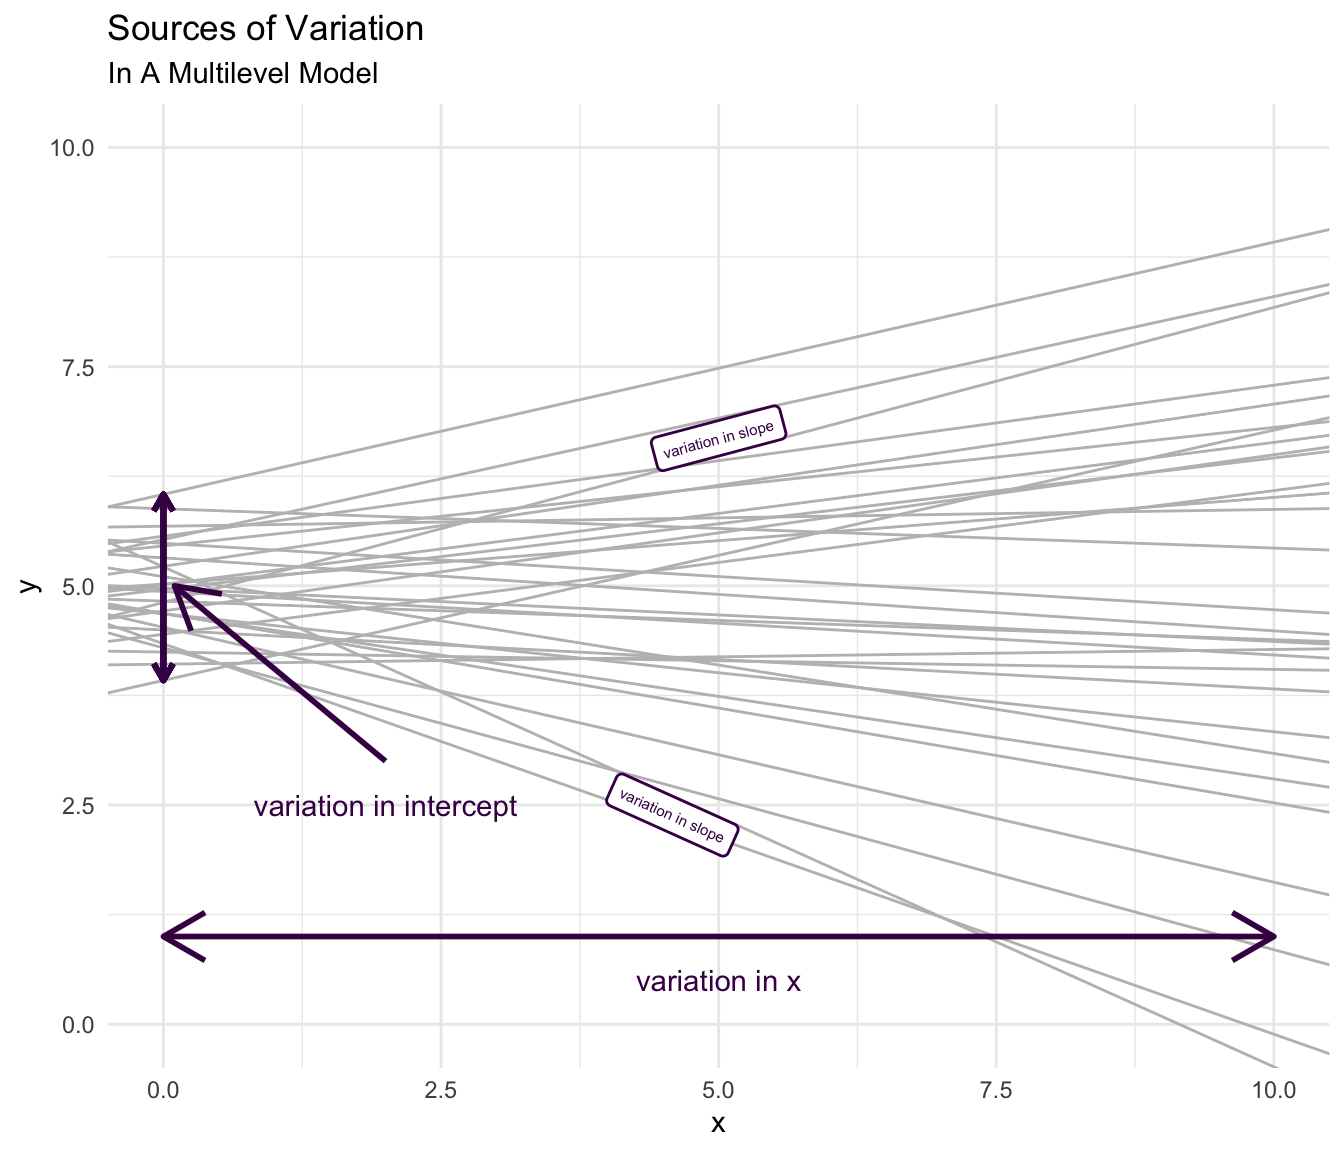 Sources of Variation
In A Multilevel Model
10.0
7.5
5.0
2.5
0.0
y
variation in slope
variation in intercept
variation in slope
variation in x
0.0 2.5 5.0 7.5 10.0
x